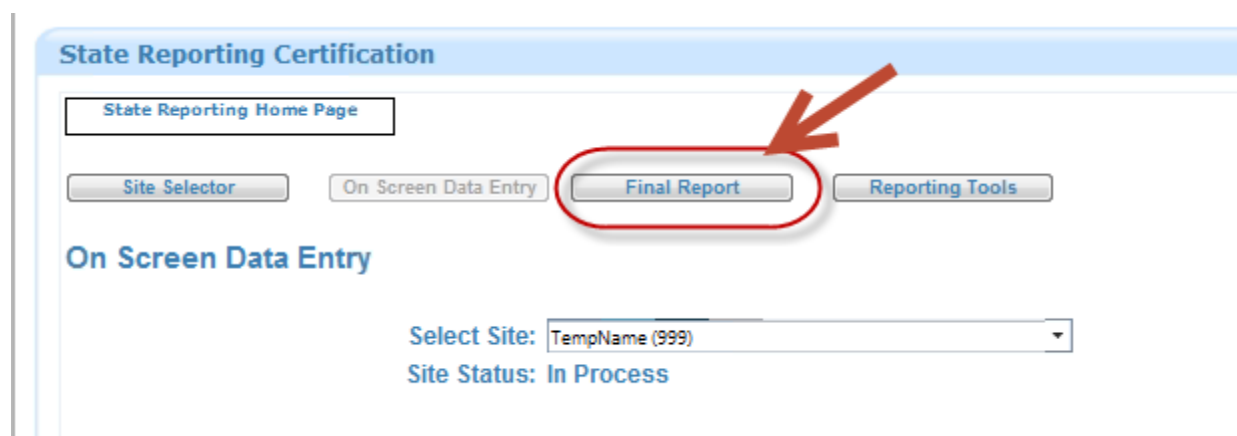 State Reporting Certification
State Reporting Home Page
Site Selector On Screen Data Entry Final Report Reporting Tools
On Screen Data Entry
Select Site: TempName (999)
Site Status: In Process